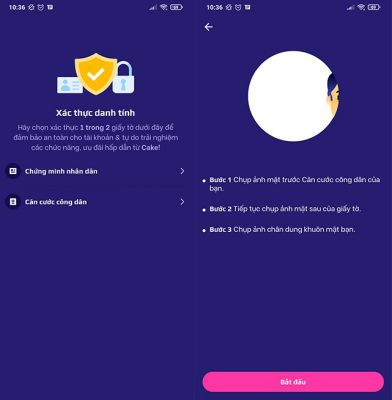 10:36
Xác thực danh tính
Hãy chọn xác thực 1 trong 2 giấy tờ dưới đây để
đảm bảo an toàn cho tài khoản & tự do trải nghiệm
các chức năng, ưu đãi hấp dẫn từ Cake!
Chứng minh nhân dân
Căn cước công dân
10:36
Bước 1 Chụp ảnh mặt trước Căn cước công dân của
bạn.
Bước 2 Tiếp tục chụp ảnh mặt sau của giấy tờ.
Bước 3 Chụp ảnh chân dung khuôn mặt bạn.
Bắt đầu